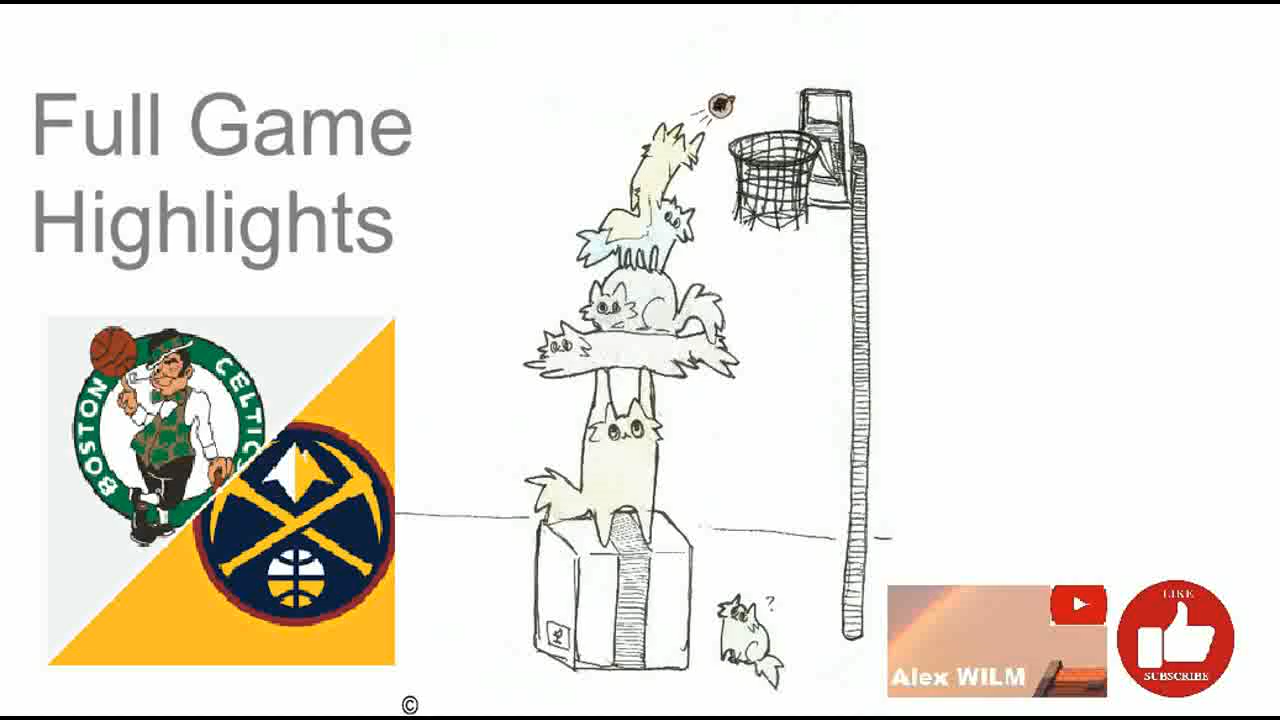 Full Game
Highlights
BOSTON CELTICS
?
Alex WILM
LIKE
SUBSCRIBE
©